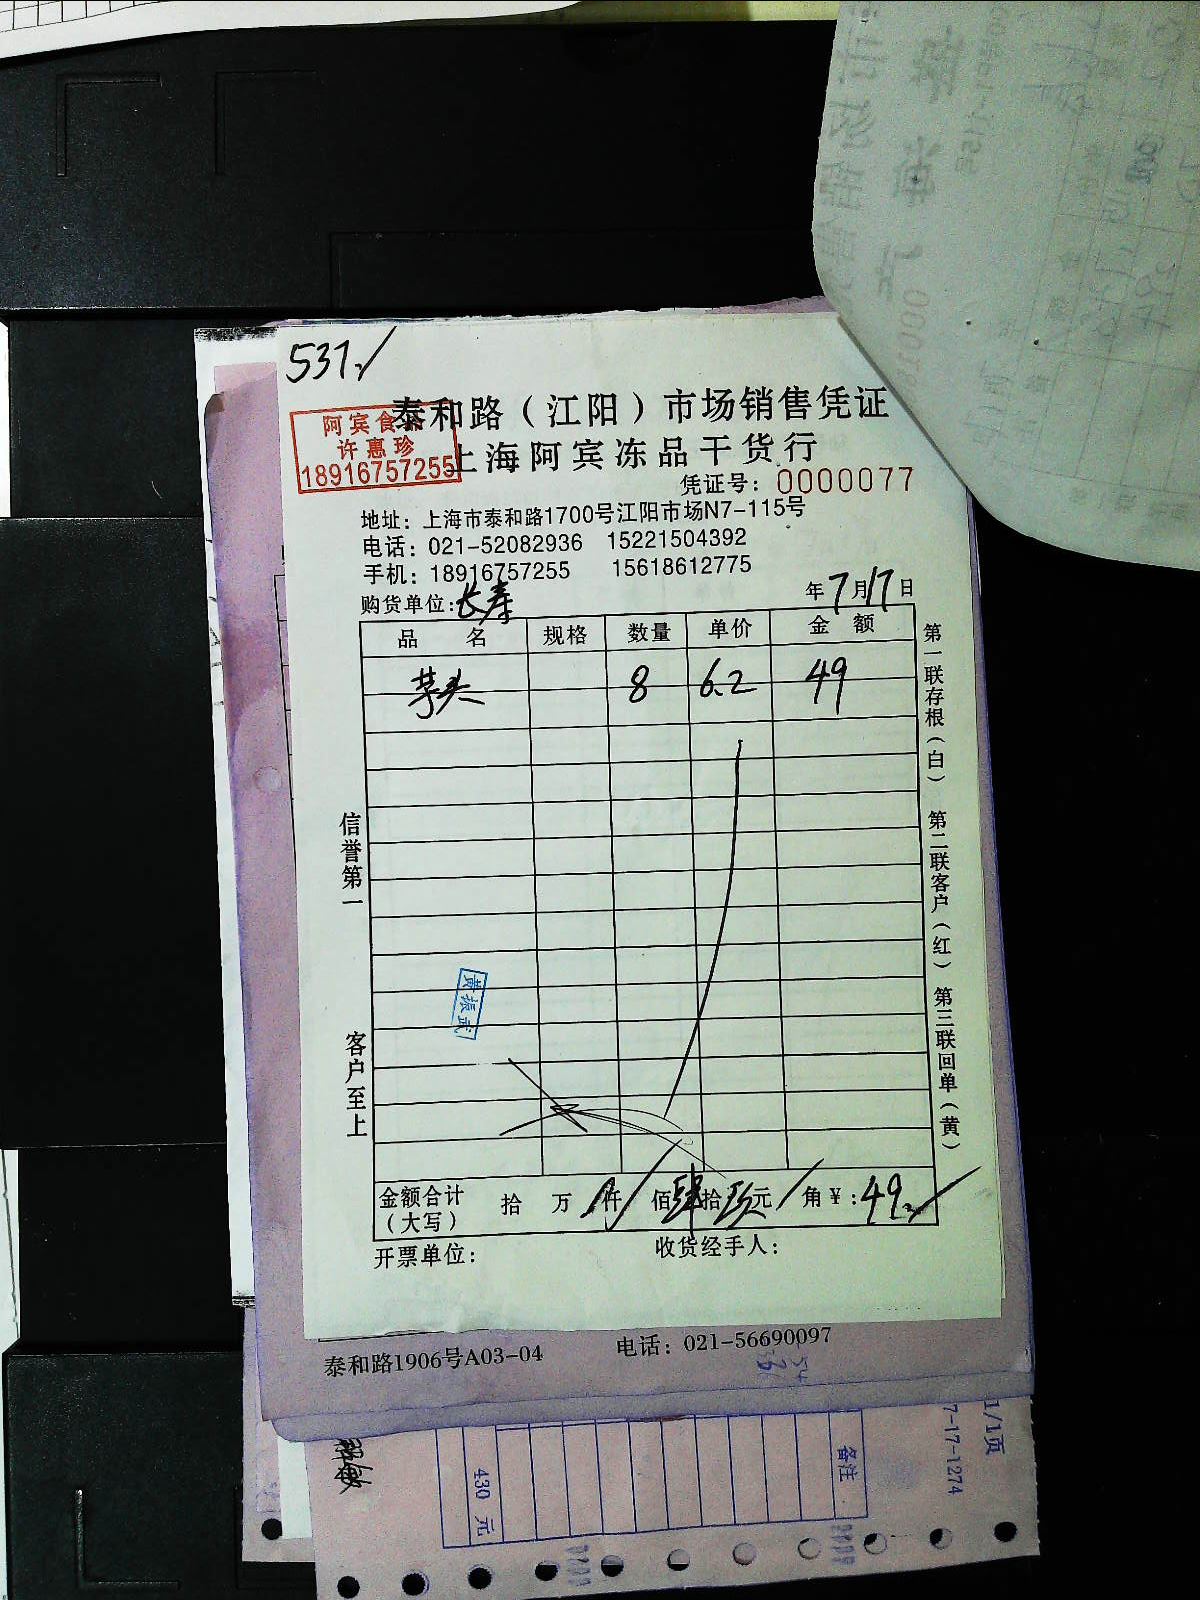 531
泰和路（江阳）市场销售凭证
阿宾食
许惠珍
18916757255
上海阿宾冻品干货行
凭证号：0000077
地址：上海市泰和路1700号江阳市场N7-115号
电话：021-52082936 15221504392
手机：18916757255 15618612775
购货单位：长寿 年7月17日
品名 规格 数量 单价 金额
芋头 8 6.2 49
第一联存根（白） 第二联客户（红） 第三联回单（黄）
信誉第一
客户至上
黄振武
金额合计（大写） 拾 万 仟 佰肆拾玖元 角￥：49
开票单位： 收货经手人：
泰和路1906号A03-04 电话：021-56690097
430 元
备注
7-17-1274
1/1页